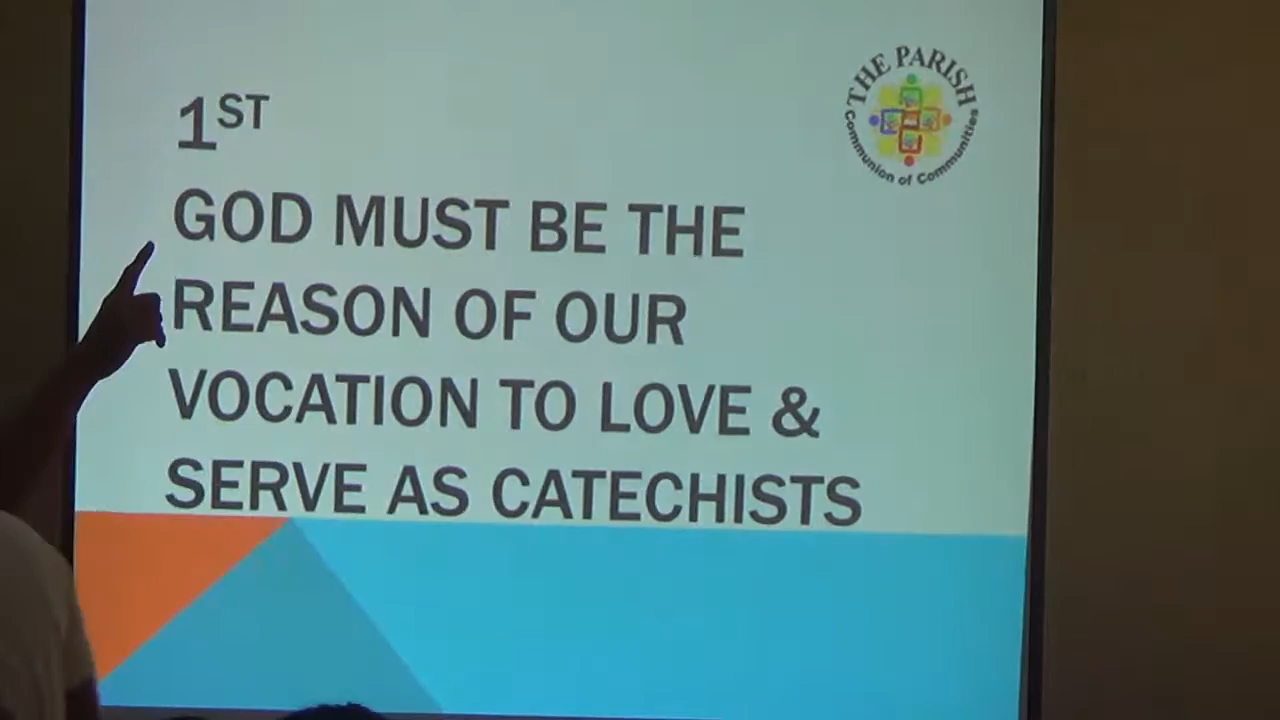 THE PARISH
Communion of Communities
1ST
GOD MUST BE THE
REASON OF OUR
VOCATION TO LOVE &
SERVE AS CATECHISTS